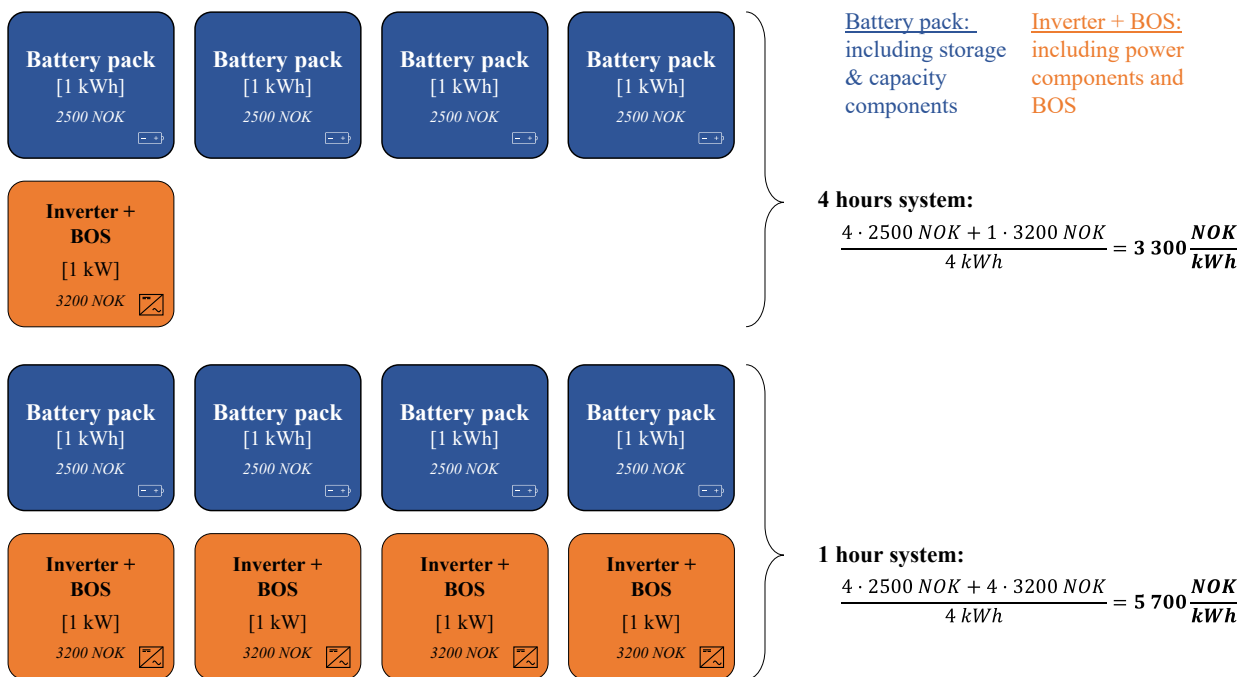 Battery pack
[1 kWh]
2500 NOK
Battery pack
[1 kWh]
2500 NOK
Battery pack
[1 kWh]
2500 NOK
Battery pack
[1 kWh]
2500 NOK
Battery pack:
including storage
& capacity
components
Inverter + BOS:
including power
components and
BOS
Inverter +
BOS
[1 kW]
3200 NOK
4 hours system:
4 · 2500 NOK + 1 · 3200 NOK
4 kWh
= 3 300 NOK
kWh
Battery pack
[1 kWh]
2500 NOK
Battery pack
[1 kWh]
2500 NOK
Battery pack
[1 kWh]
2500 NOK
Battery pack
[1 kWh]
2500 NOK
Inverter +
BOS
[1 kW]
3200 NOK
Inverter +
BOS
[1 kW]
3200 NOK
Inverter +
BOS
[1 kW]
3200 NOK
Inverter +
BOS
[1 kW]
3200 NOK
1 hour system:
4 · 2500 NOK + 4 · 3200 NOK
4 kWh
= 5 700 NOK
kWh